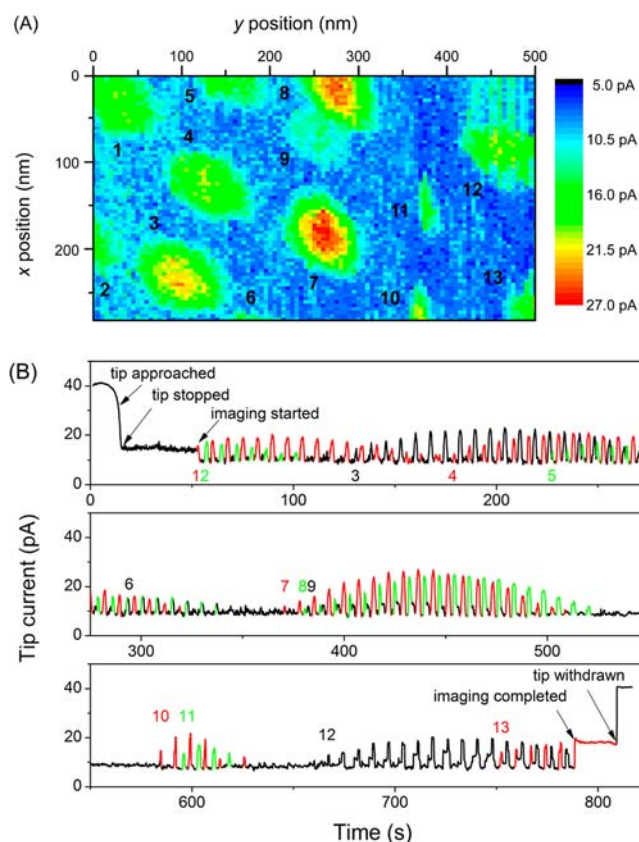 (A)
y position (nm)
0 100 200 300 400 500
x position (nm)
0
100
200
1
2
3
4
5
6
7
8
9
10
11
12
13
5.0 pA
10.5 pA
16.0 pA
21.5 pA
27.0 pA
(B)
Tip current (pA)
40
20
0
tip approached
tip stopped
imaging started
12 3 4 5
0 100 200
40
20
0
6 7 8 9
300 400 500
40
20
0
10 11 12 13
imaging completed
tip withdrawn
600 700 800
Time (s)